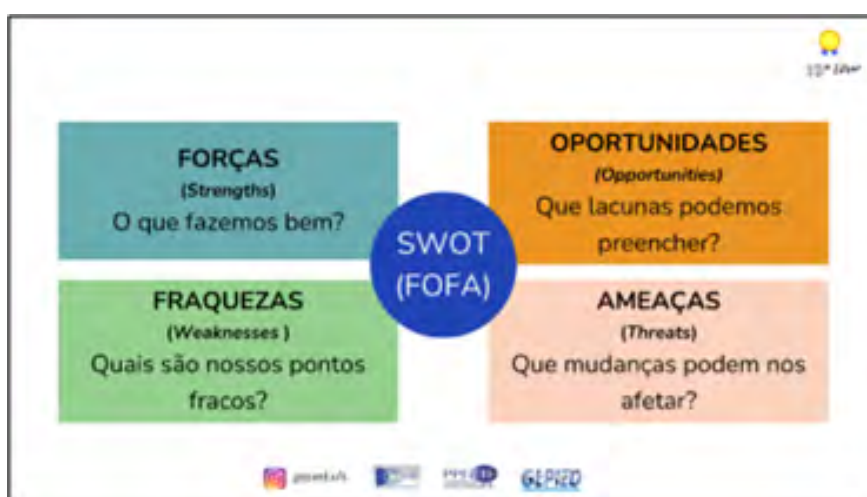 FORÇAS
(Strengths)
O que fazemos bem?
OPORTUNIDADES
(Opportunities)
Que lacunas podemos
preencher?
SWOT
(FOFA)
FRAQUEZAS
(Weaknesses )
Quais são nossos pontos
fracos?
AMEAÇAS
(Threats)
Que mudanças podem nos
afetar?
GEPIED